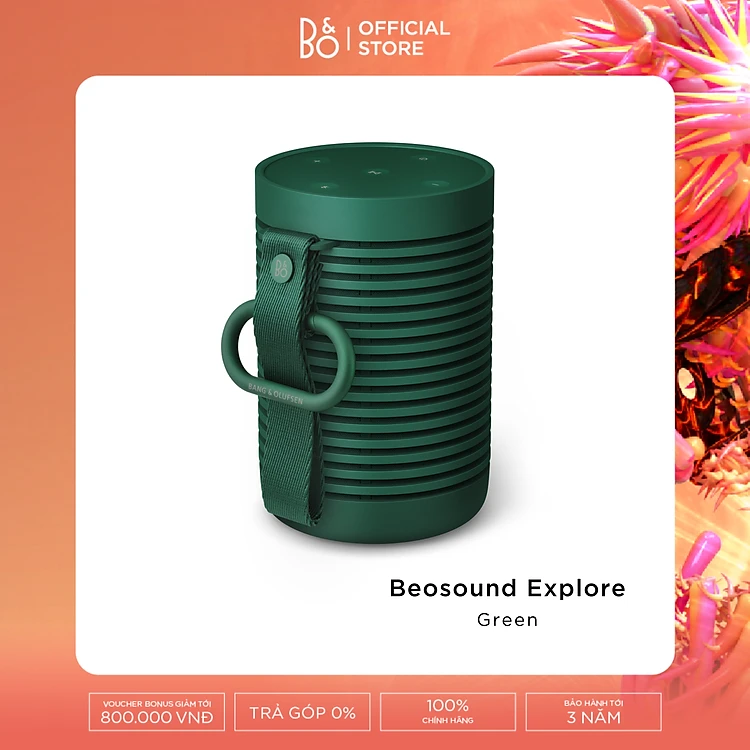 B&O | OFFICIAL STORE
B&O
BANG & OLUFSEN
Beosound Explore
Green
VOUCHER BONUS GIẢM TỚI
800.000 VNĐ
TRẢ GÓP 0%
100%
CHÍNH HÃNG
BẢO HÀNH TỚI
3 NĂM